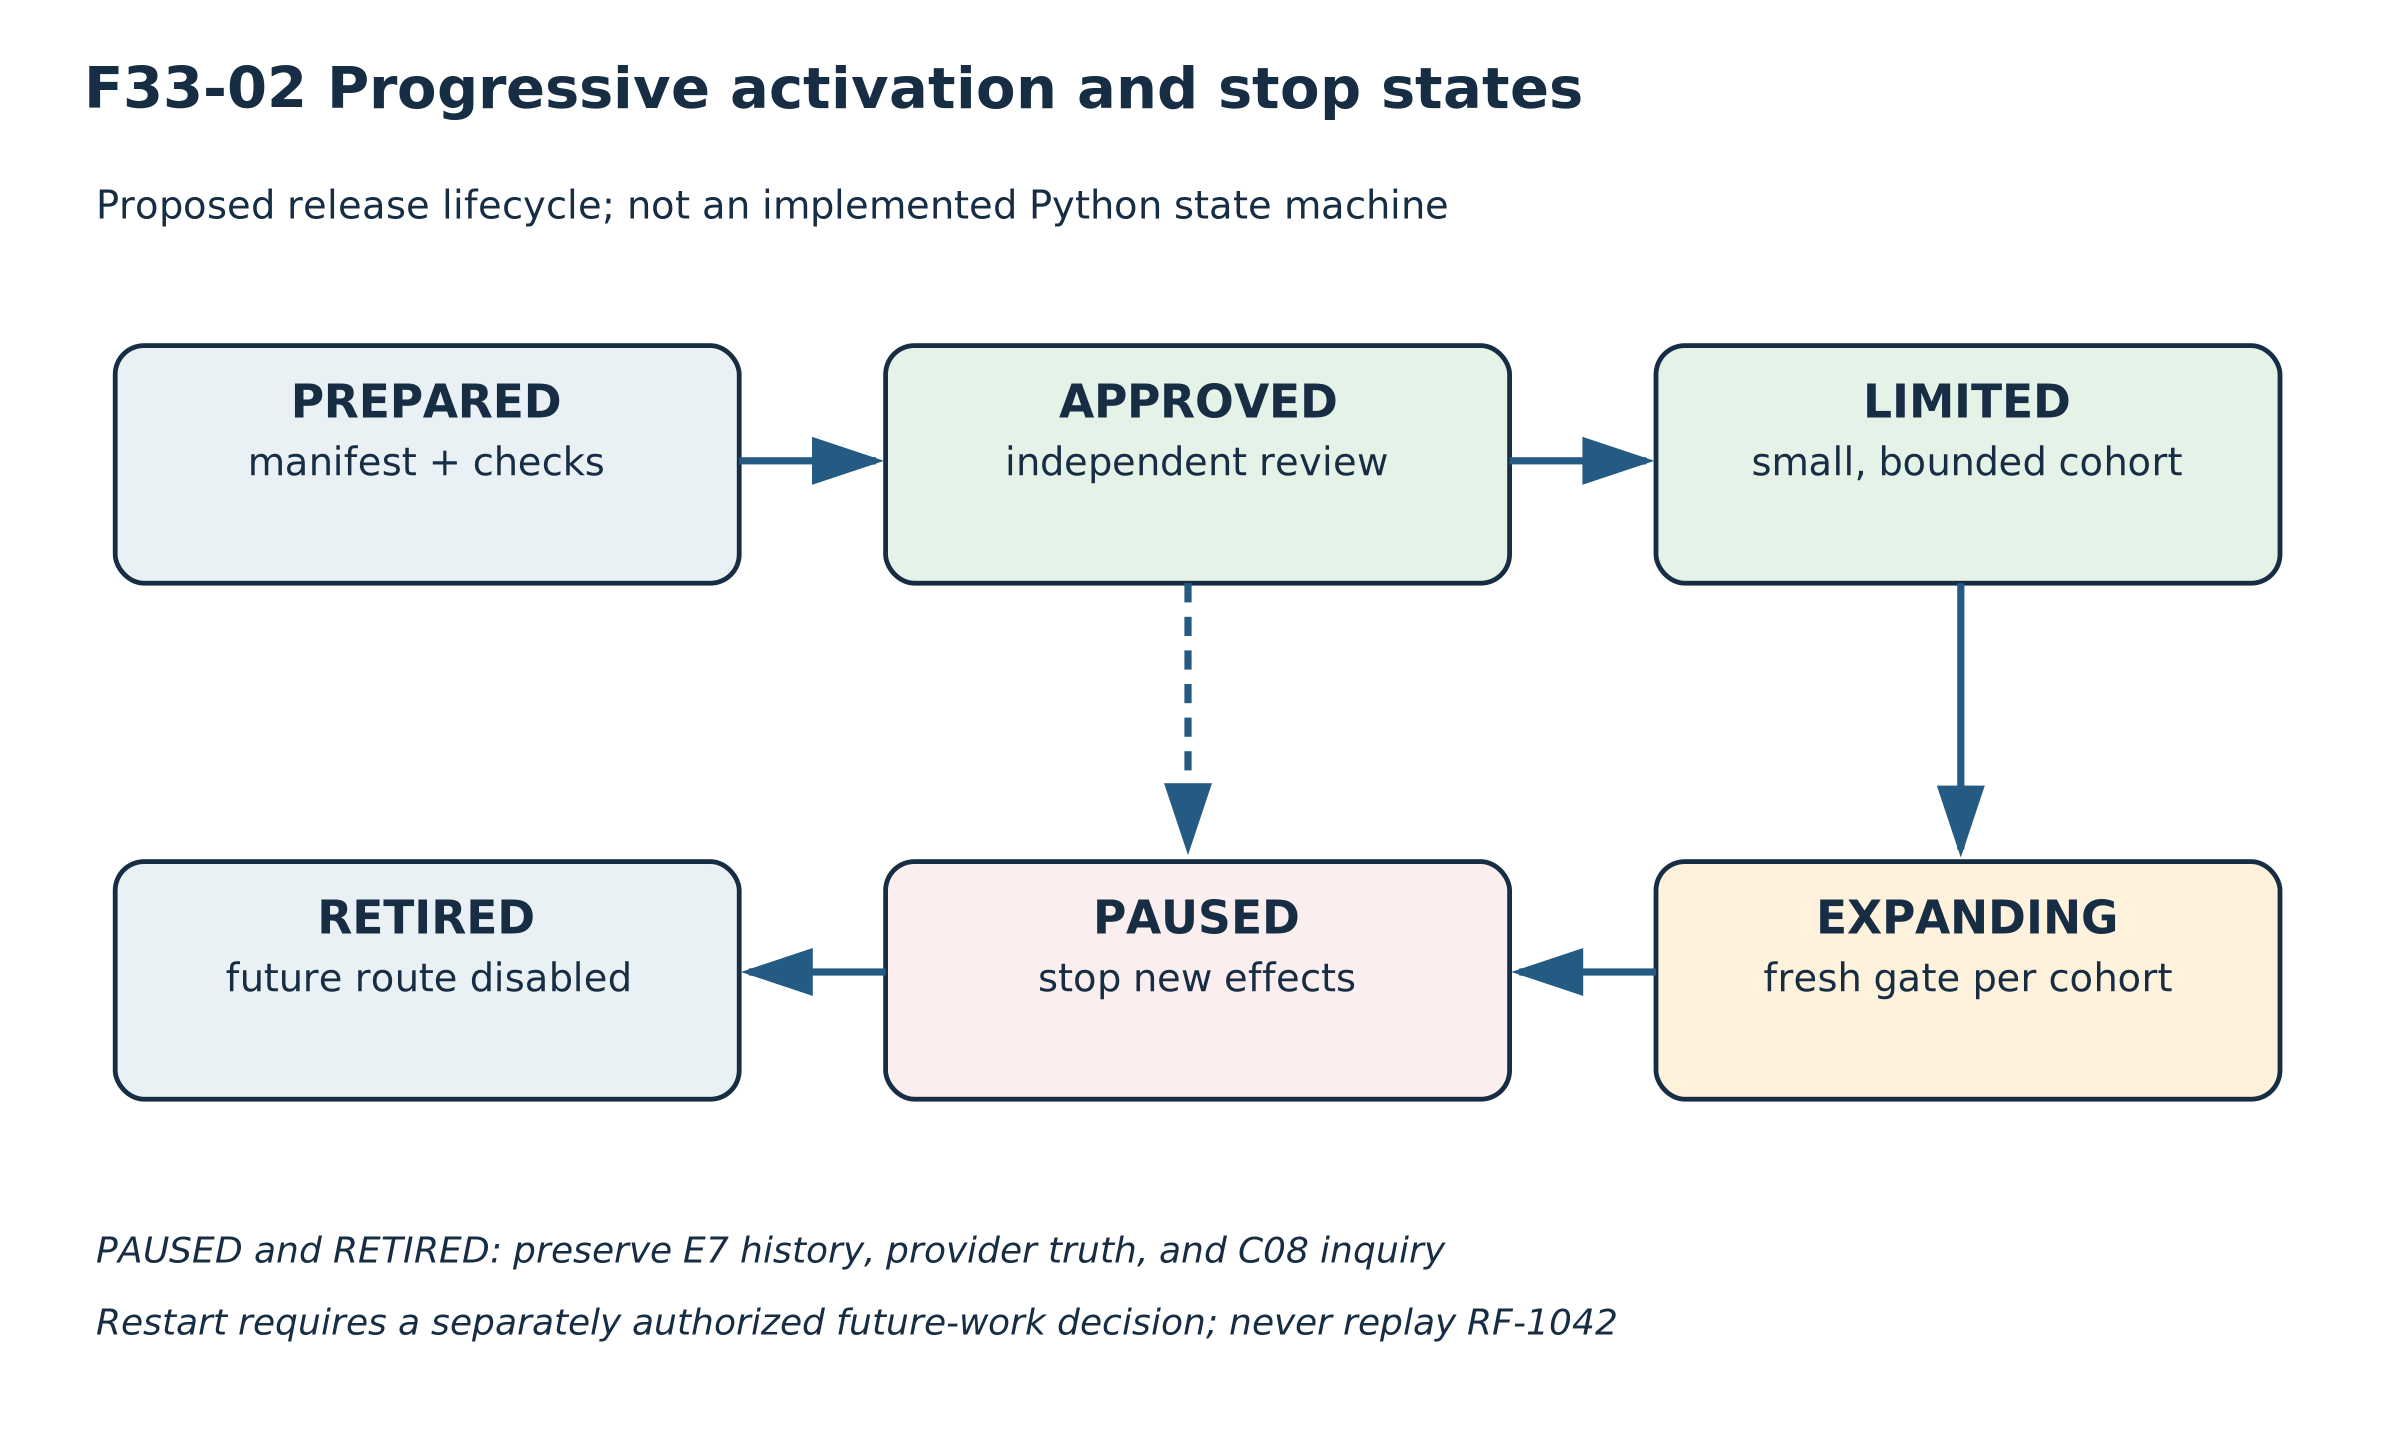 F33-02 Progressive activation and stop states
Proposed release lifecycle; not an implemented Python state machine
PREPARED
manifest + checks
APPROVED
independent review
LIMITED
small, bounded cohort
RETIRED
future route disabled
PAUSED
stop new effects
EXPANDING
fresh gate per cohort
PAUSED and RETIRED: preserve E7 history, provider truth, and C08 inquiry
Restart requires a separately authorized future-work decision; never replay RF-1042